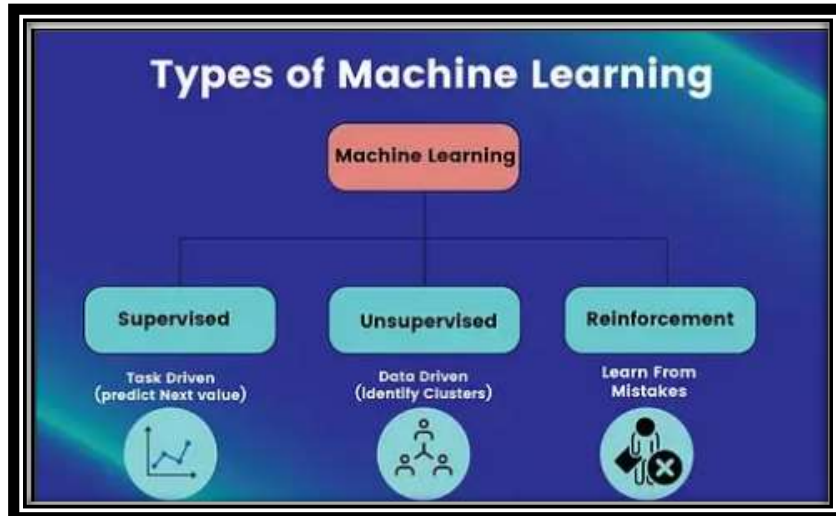 Types of Machine Learning
Machine Learning
Supervised
Unsupervised
Reinforcement
Task Driven
(predict Next value)
Data Driven
(Identify Clusters)
Learn From
Mistakes